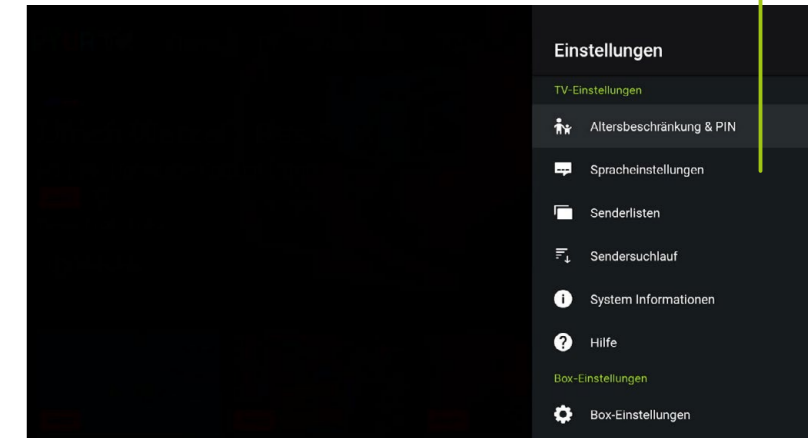 Einstellungen
TV-Einstellungen
Altersbeschränkung & PIN
Spracheinstellungen
Senderlisten
Sendersuchlauf
System Informationen
Hilfe
Box-Einstellungen
Box-Einstellungen